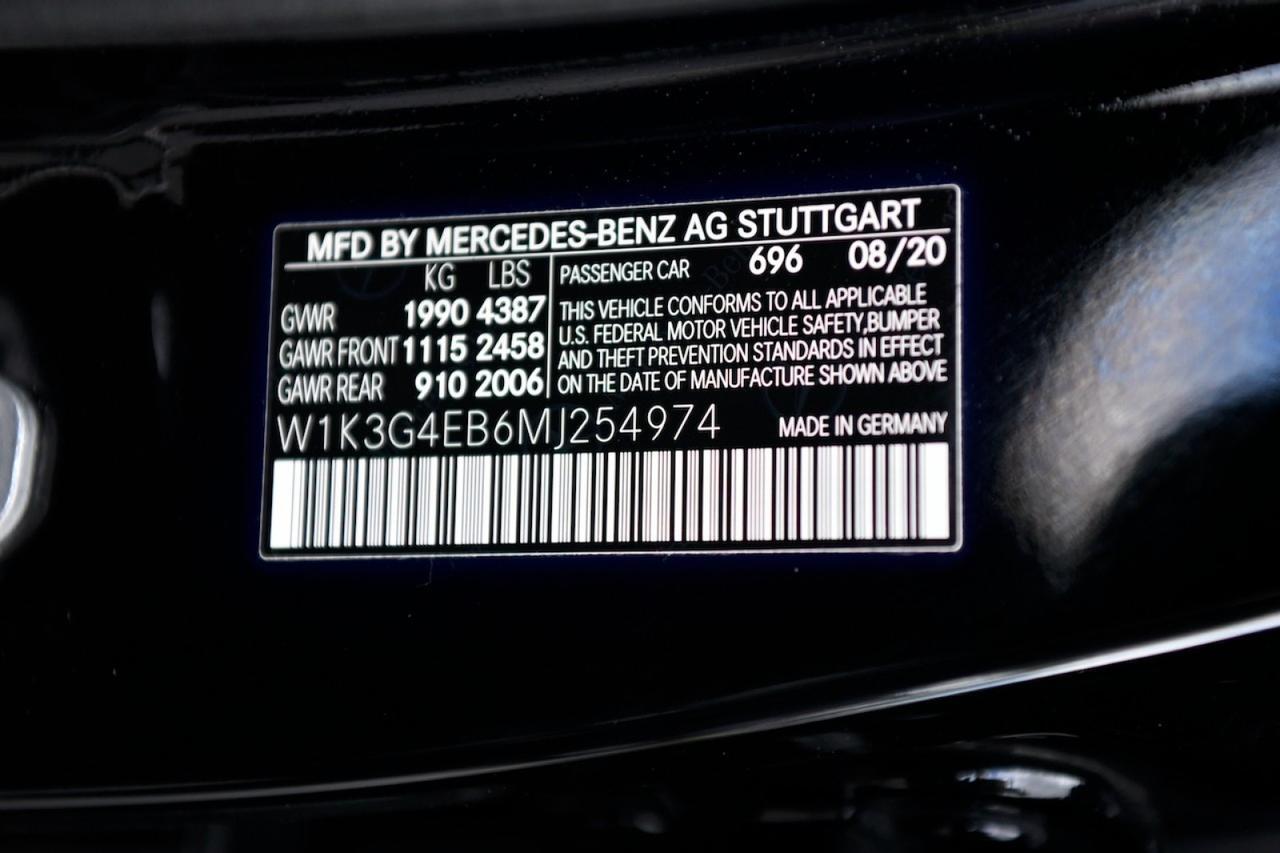 MFD BY MERCEDES-BENZ AG STUTTGART
KG LBS
GVWR 1990 4387
GAWR FRONT 1115 2458
GAWR REAR 910 2006
PASSENGER CAR 696 08/20
THIS VEHICLE CONFORMS TO ALL APPLICABLE
U.S. FEDERAL MOTOR VEHICLE SAFETY,BUMPER
AND THEFT PREVENTION STANDARDS IN EFFECT
ON THE DATE OF MANUFACTURE SHOWN ABOVE
W1K3G4EB6MJ254974
MADE IN GERMANY